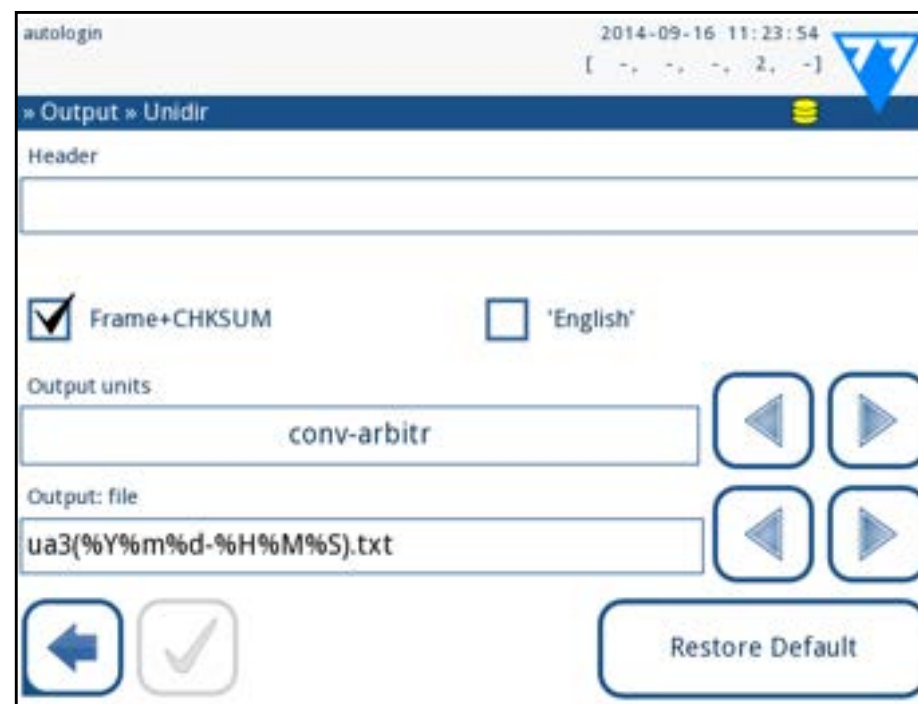 autologin
2014-09-16 11:23:54
[ -, -, -, 2, -]
» Output » Unidir
Header
Frame+CHKSUM
'English'
Output units
conv-arbitr
Output: file
ua3(%Y%m%d-%H%M%S).txt
Restore Default